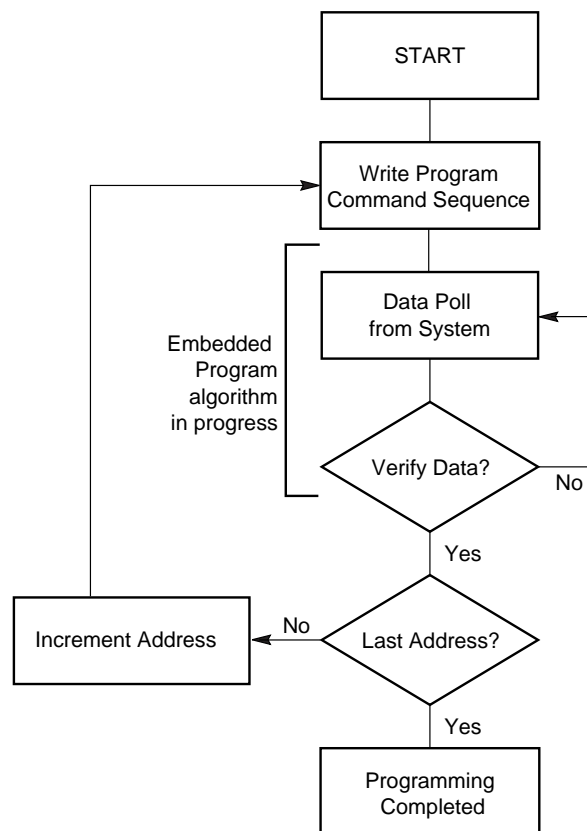 START
Write Program
Command Sequence
Data Poll
from System
Embedded
Program
algorithm
in progress
Verify Data?
No
Yes
Increment Address
No
Last Address?
Yes
Programming
Completed